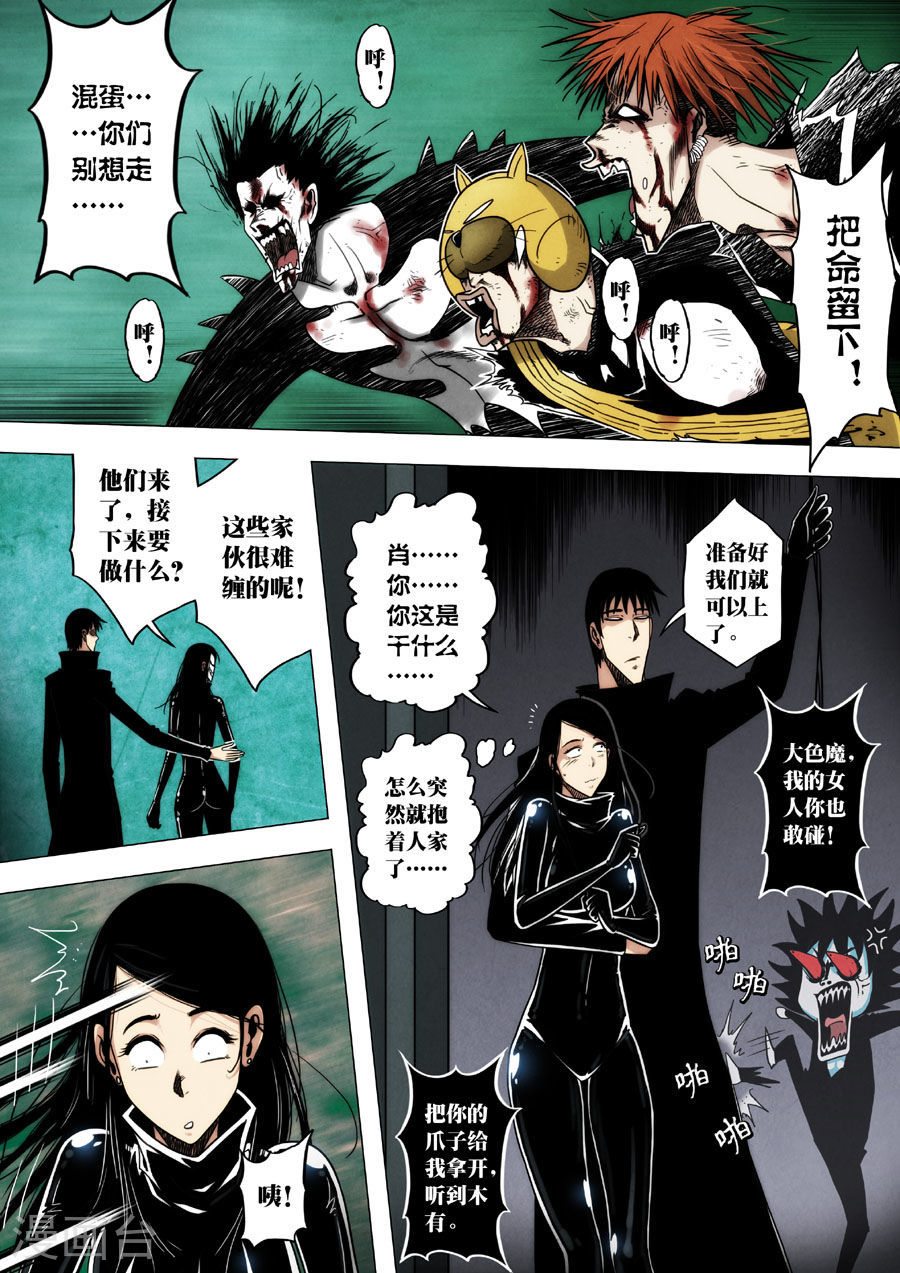 混蛋……
……你们
别想走
……
呼！
呼！
呼！
呼！
把命留下！
他们来
了，接
下来要
做什么？
这些家
伙很难
缠的呢！
咦！
肖……
你……
你这是
干什么
……
准备好
我们就
可以上
了。
怎么突
然就抱
着人家
了……
大色魔，
我的女
人你也
敢碰！
啪
啪
啪
啪
把你的
爪子给
我拿开，
听到木
有。
漫画台